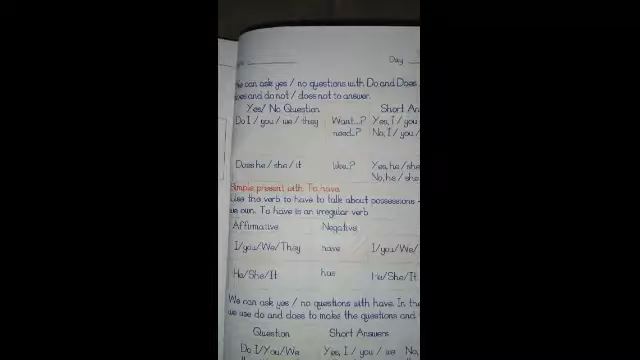 Day
We can ask yes / no questions with Do and Does
and do not / does not to answer.
Yes/ No Question Short
Do I / you / we / they Want...? Yes, I / you
need..? No, I / you /
Does he / she / it Yes, he / she
No, he / she
Simple present with To have
Use the verb to have to talk about possessions
we own. To have is an irregular verb
Affirmative Negative
I/you/We/They have I/you/We/
He/She/It has He/She/It
We can ask yes / no questions with have. In the
we use do and does to make the questions and
Question Short Answers
Do I/You/We Yes, I / you / we No,